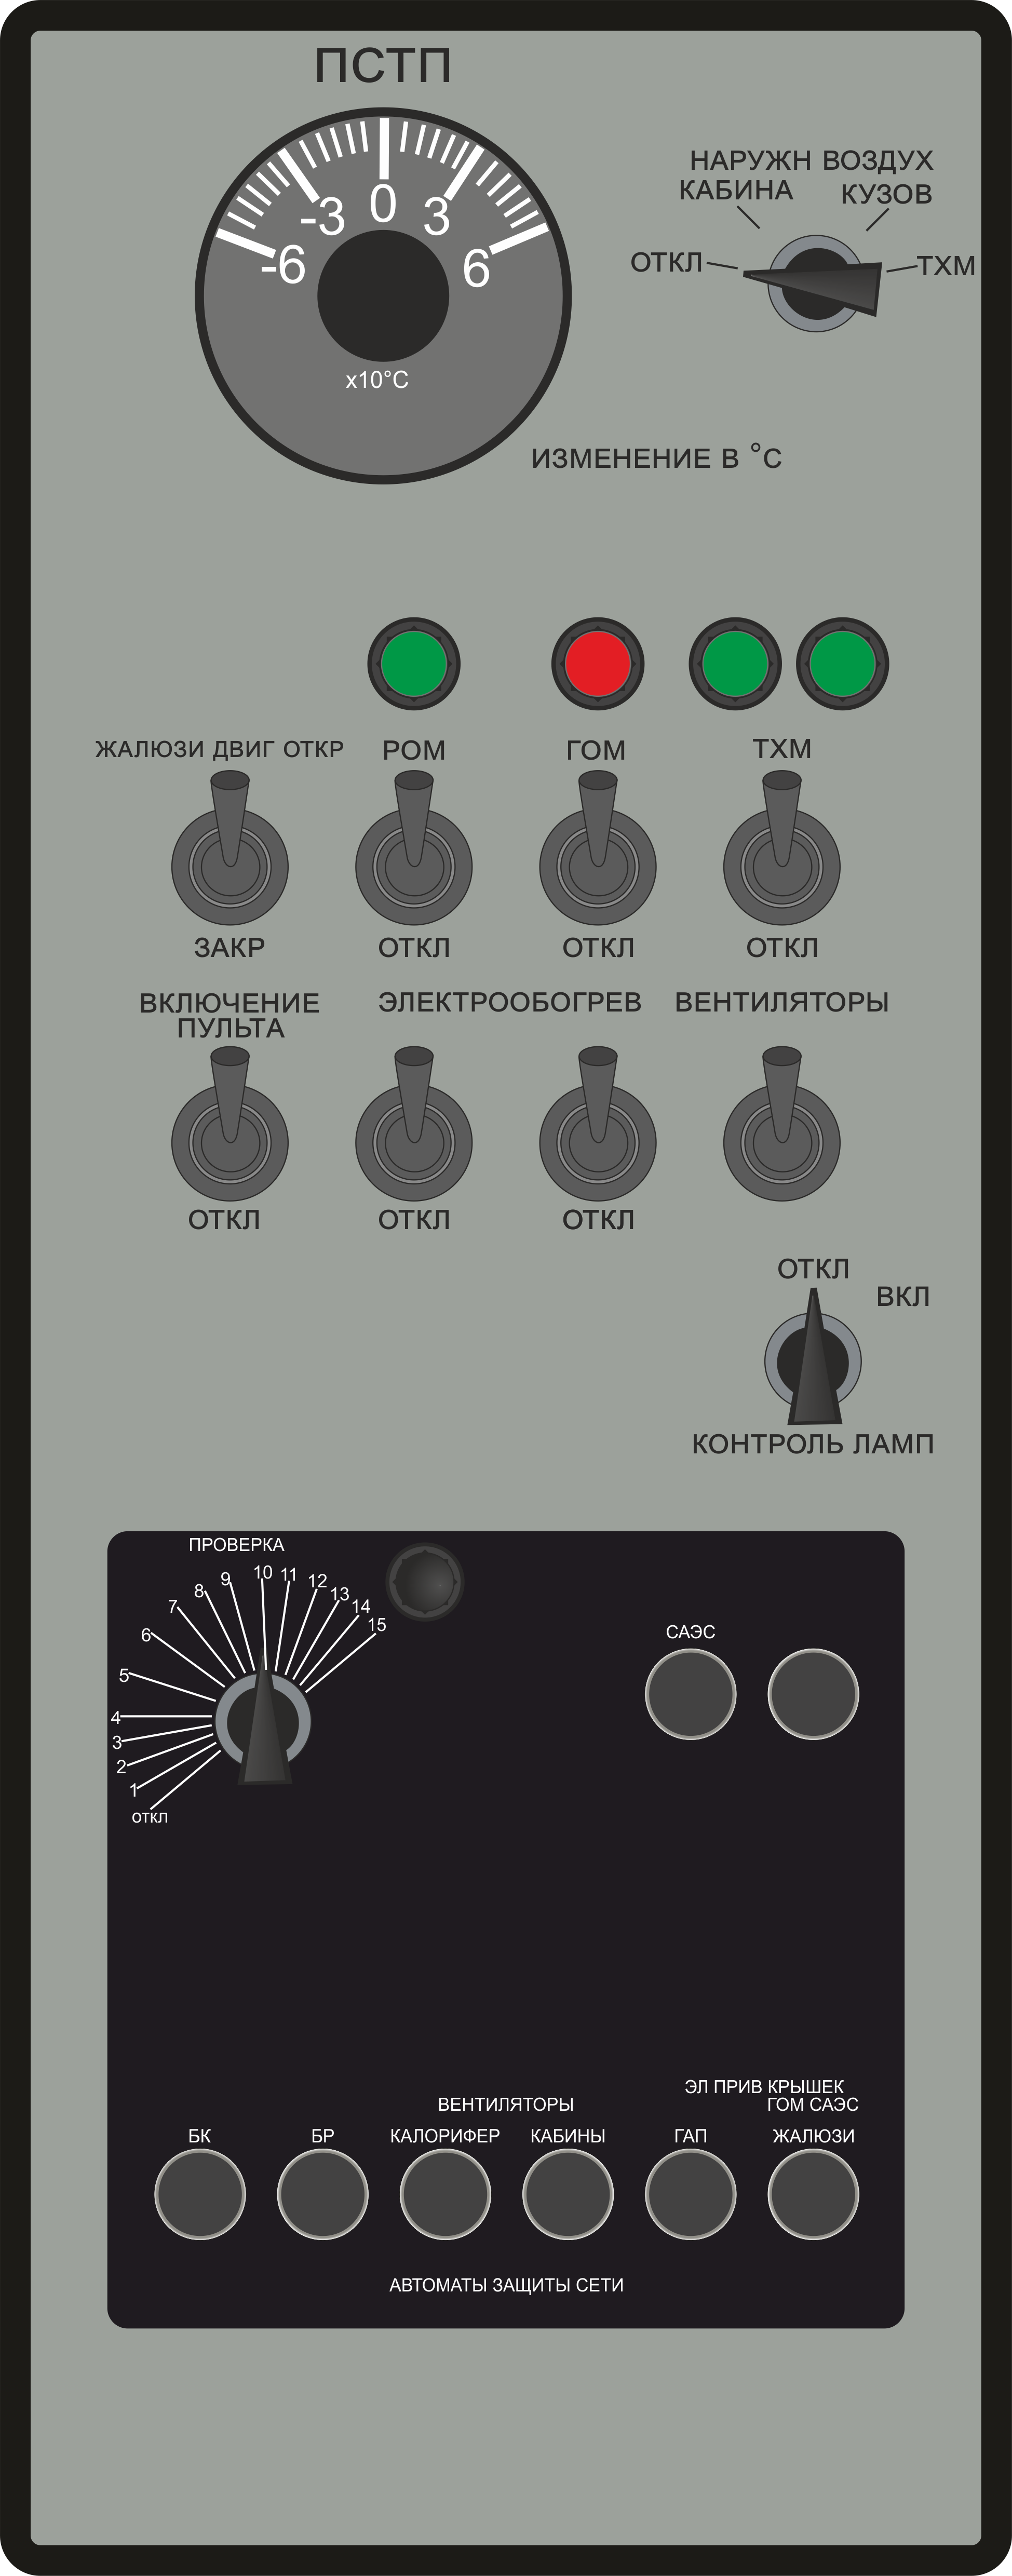 ПСТП
НАРУЖН ВОЗДУХ
КАБИНА
КУЗОВ
ОТКЛ
ТХМ
-6
-3
0
3
6
x10°C
ИЗМЕНЕНИЕ В °С
ЖАЛЮЗИ ДВИГ ОТКР
РОМ
ГОМ
ТХМ
ЗАКР
ОТКЛ
ОТКЛ
ОТКЛ
ВКЛЮЧЕНИЕ
ПУЛЬТА
ЭЛЕКТРООБОГРЕВ
ВЕНТИЛЯТОРЫ
ОТКЛ
ОТКЛ
ОТКЛ
ОТКЛ
ВКЛ
КОНТРОЛЬ ЛАМП
ПРОВЕРКА
откл
1
2
3
4
5
6
7
8
9
10
11
12
13
14
15
САЭС
ВЕНТИЛЯТОРЫ
ЭЛ ПРИВ КРЫШЕК
ГОМ САЭС
БК
БР
КАЛОРИФЕР
КАБИНЫ
ГАП
ЖАЛЮЗИ
АВТОМАТЫ ЗАЩИТЫ СЕТИ